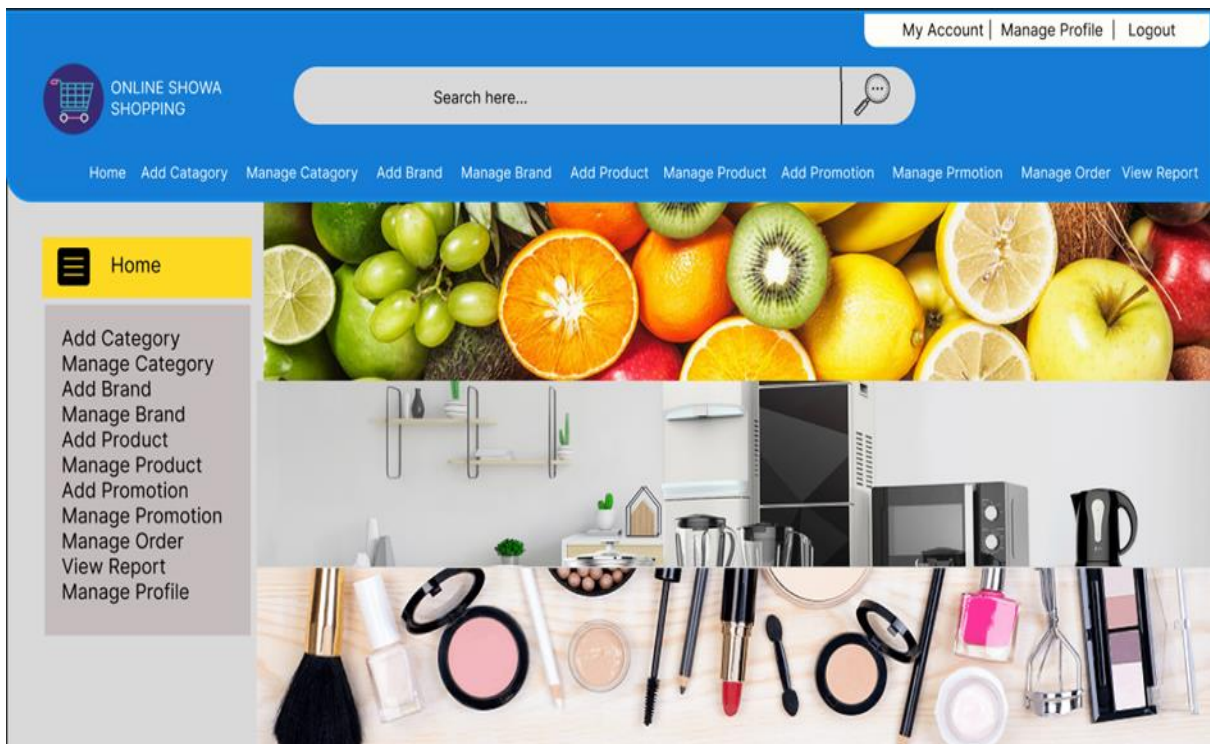 My Account | Manage Profile | Logout
ONLINE SHOWA
SHOPPING
Search here...
Home Add Catagory Manage Catagory Add Brand Manage Brand Add Product Manage Product Add Promotion Manage Prmotion Manage Order View Report
Home
Add Category
Manage Category
Add Brand
Manage Brand
Add Product
Manage Product
Add Promotion
Manage Promotion
Manage Order
View Report
Manage Profile